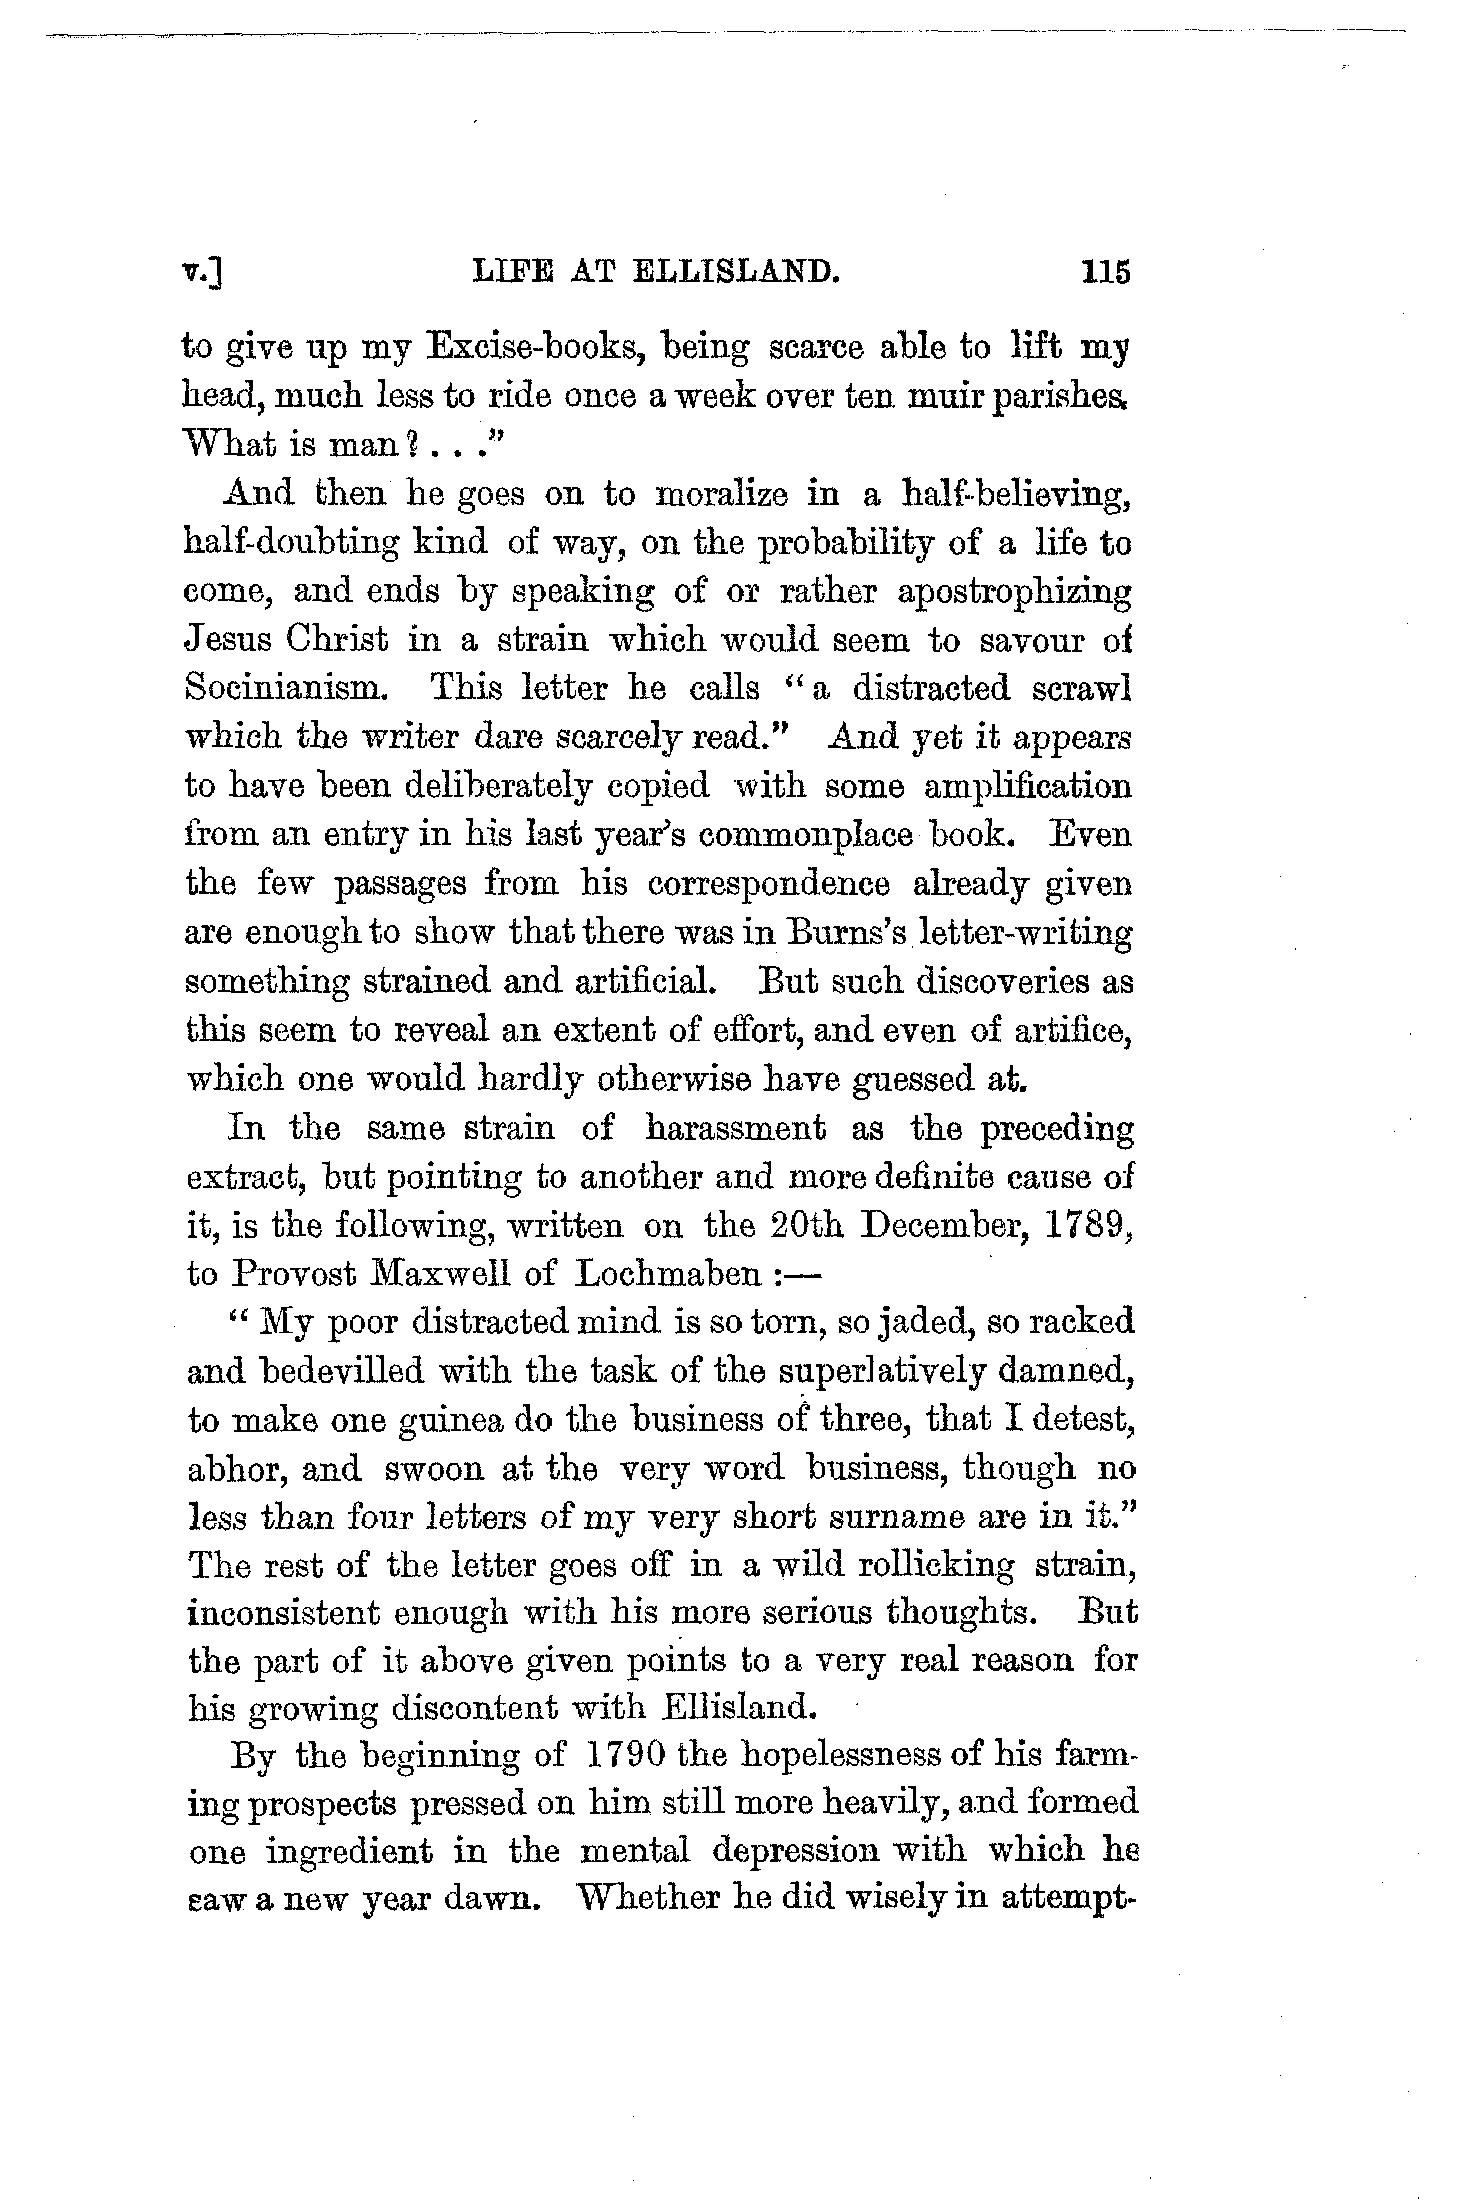 v.] LIFE AT ELLISLAND. 115
to give up my Excise-books, being scarce able to lift my
head, much less to ride once a week over ten muir parishes.
What is man? . . ."
And then he goes on to moralize in a half-believing,
half-doubting kind of way, on the probability of a life to
come, and ends by speaking of or rather apostrophizing
Jesus Christ in a strain which would seem to savour of
Socinianism. This letter he calls "a distracted scrawl
which the writer dare scarcely read." And yet it appears
to have been deliberately copied with some amplification
from an entry in his last year's commonplace book. Even
the few passages from his correspondence already given
are enough to show that there was in Burns's letter-writing
something strained and artificial. But such discoveries as
this seem to reveal an extent of effort, and even of artifice,
which one would hardly otherwise have guessed at.
In the same strain of harassment as the preceding
extract, but pointing to another and more definite cause of
it, is the following, written on the 20th December, 1789,
to Provost Maxwell of Lochmaben :—
"My poor distracted mind is so torn, so jaded, so racked
and bedevilled with the task of the superlatively damned,
to make one guinea do the business of three, that I detest,
abhor, and swoon at the very word business, though no
less than four letters of my very short surname are in it."
The rest of the letter goes off in a wild rollicking strain,
inconsistent enough with his more serious thoughts. But
the part of it above given points to a very real reason for
his growing discontent with Ellisland.
By the beginning of 1790 the hopelessness of his farm-
ing prospects pressed on him still more heavily, and formed
one ingredient in the mental depression with which he
saw a new year dawn. Whether he did wisely in attempt-